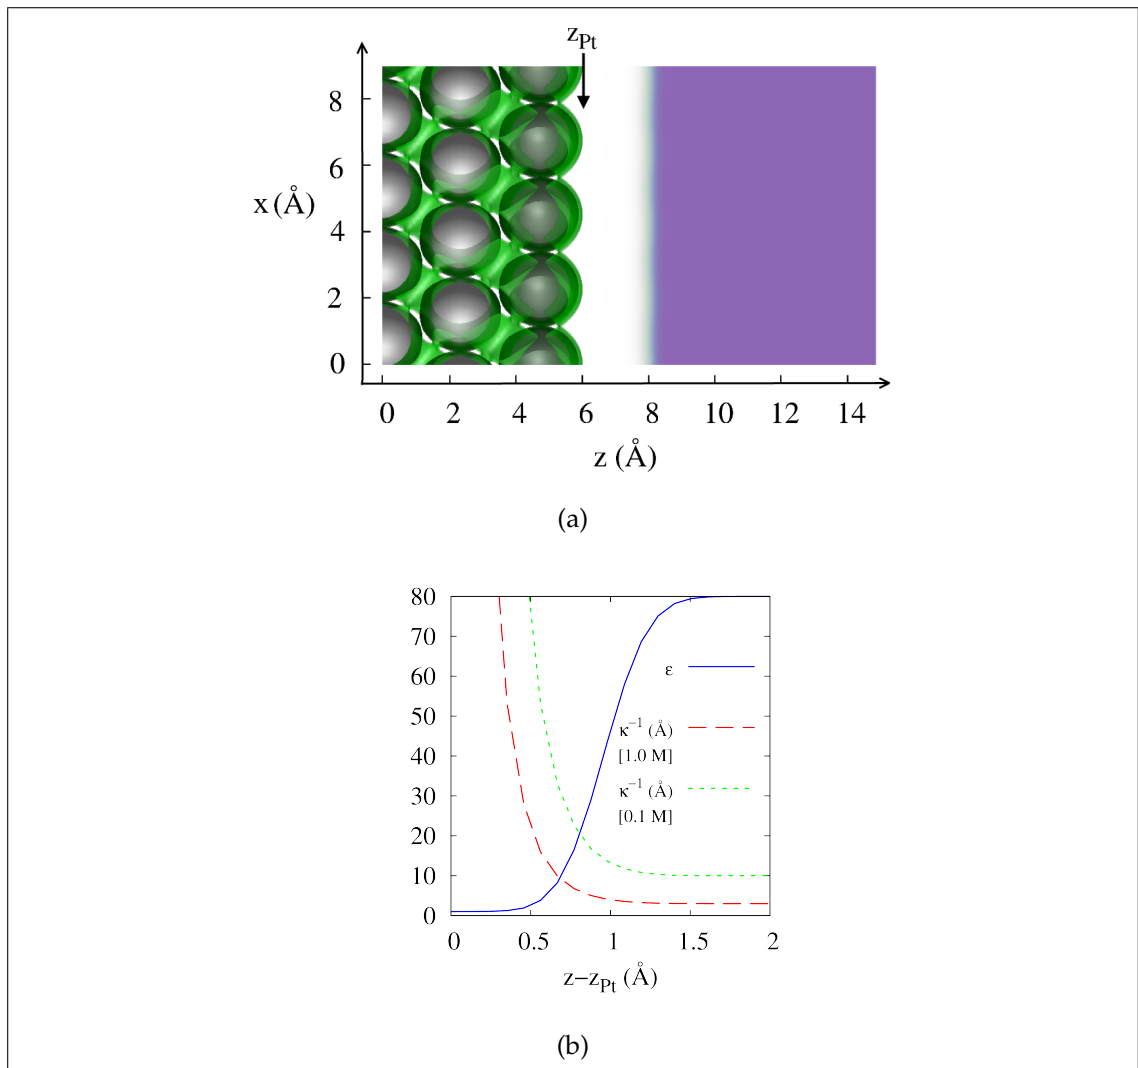 z_Pt
8
6
x (Å)
4
2
0
0 2 4 6 8 10 12 14
z (Å)
(a)
80
70
60
ε
50
κ⁻¹ (Å)
[1.0 M]
40
30
κ⁻¹ (Å)
[0.1 M]
20
10
0
0 0.5 1 1.5 2
z−z_Pt (Å)
(b)